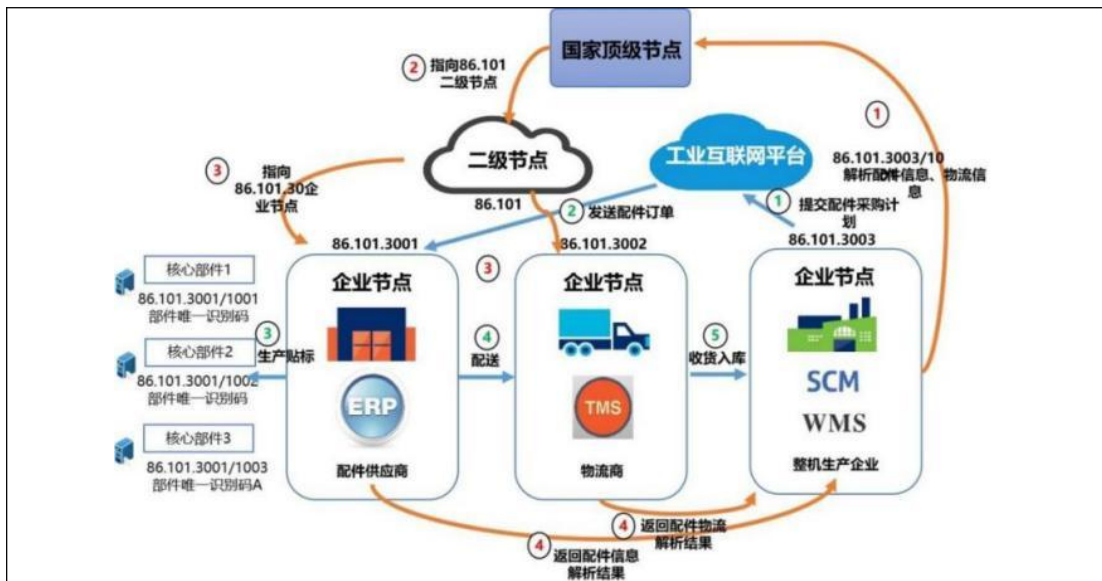 国家顶级节点
② 指向86.101
二级节点
①
二级节点
工业互联网平台
86.101.3003/10
解析配件信息、物流信
息
③ 指向
86.101.30企
业节点
86.101
② 发送配件订单
① 提交配件采购计
划
86.101.3001
86.101.3002
86.101.3003
核心部件1
86.101.3001/1001
部件唯一识别码
核心部件2
86.101.3001/1002
部件唯一识别码
核心部件3
86.101.3001/1003
部件唯一识别码A
③
生产贴标
企业节点
ERP
配件供应商
③
④
配送
企业节点
TMS
物流商
⑤
收货入库
企业节点
SCM
WMS
整机生产企业
④ 返回配件物流
解析结果
④ 返回配件信息
解析结果